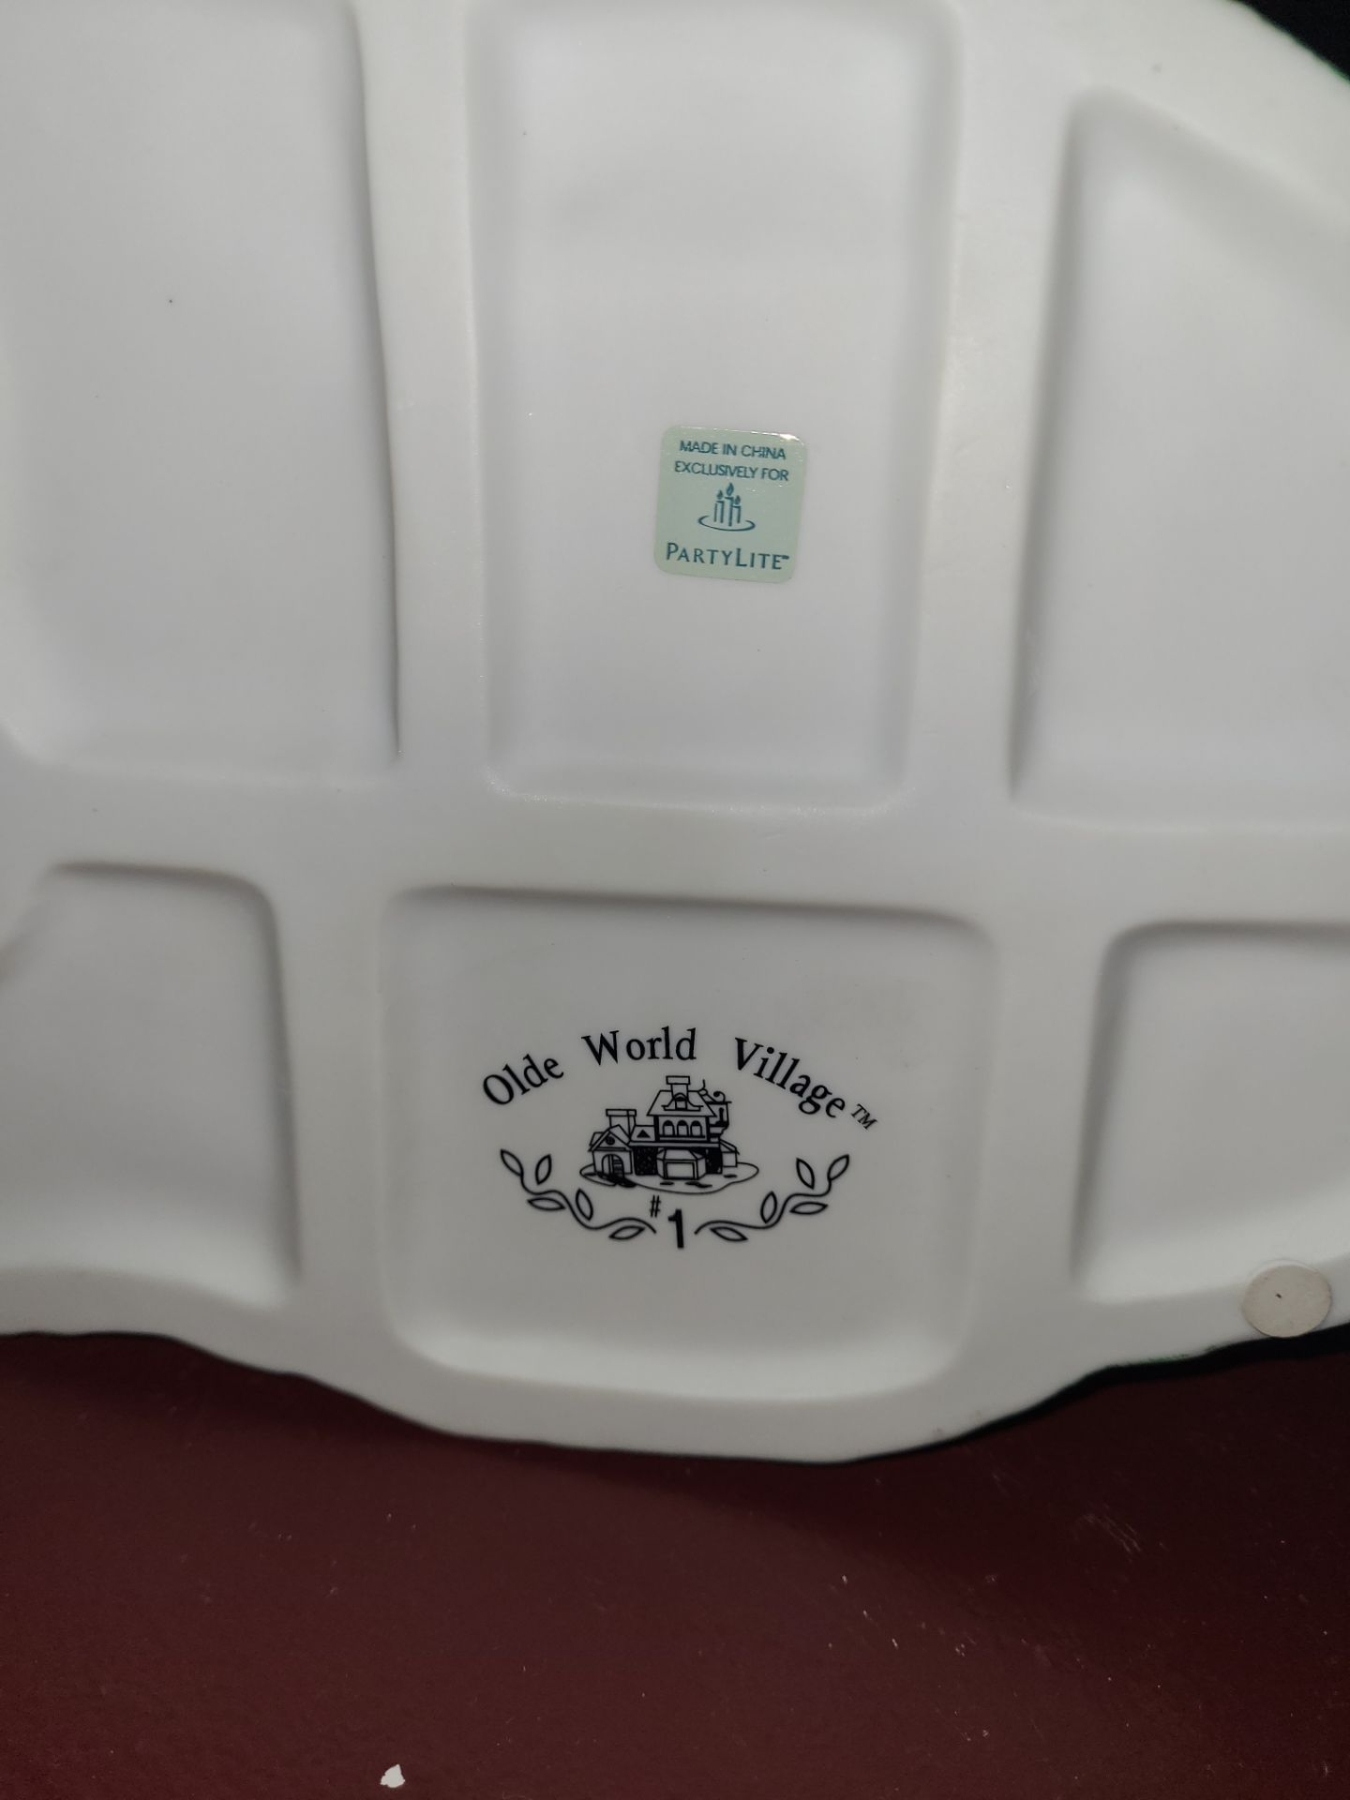 MADE IN CHINA
EXCLUSIVELY FOR
PARTYLITE™
Olde World Village™
#1